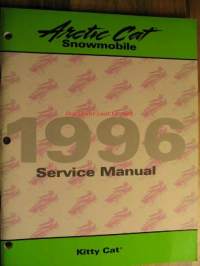 Arctic Cat
Snowmobile
1996
Service Manual
Kitty Cat®